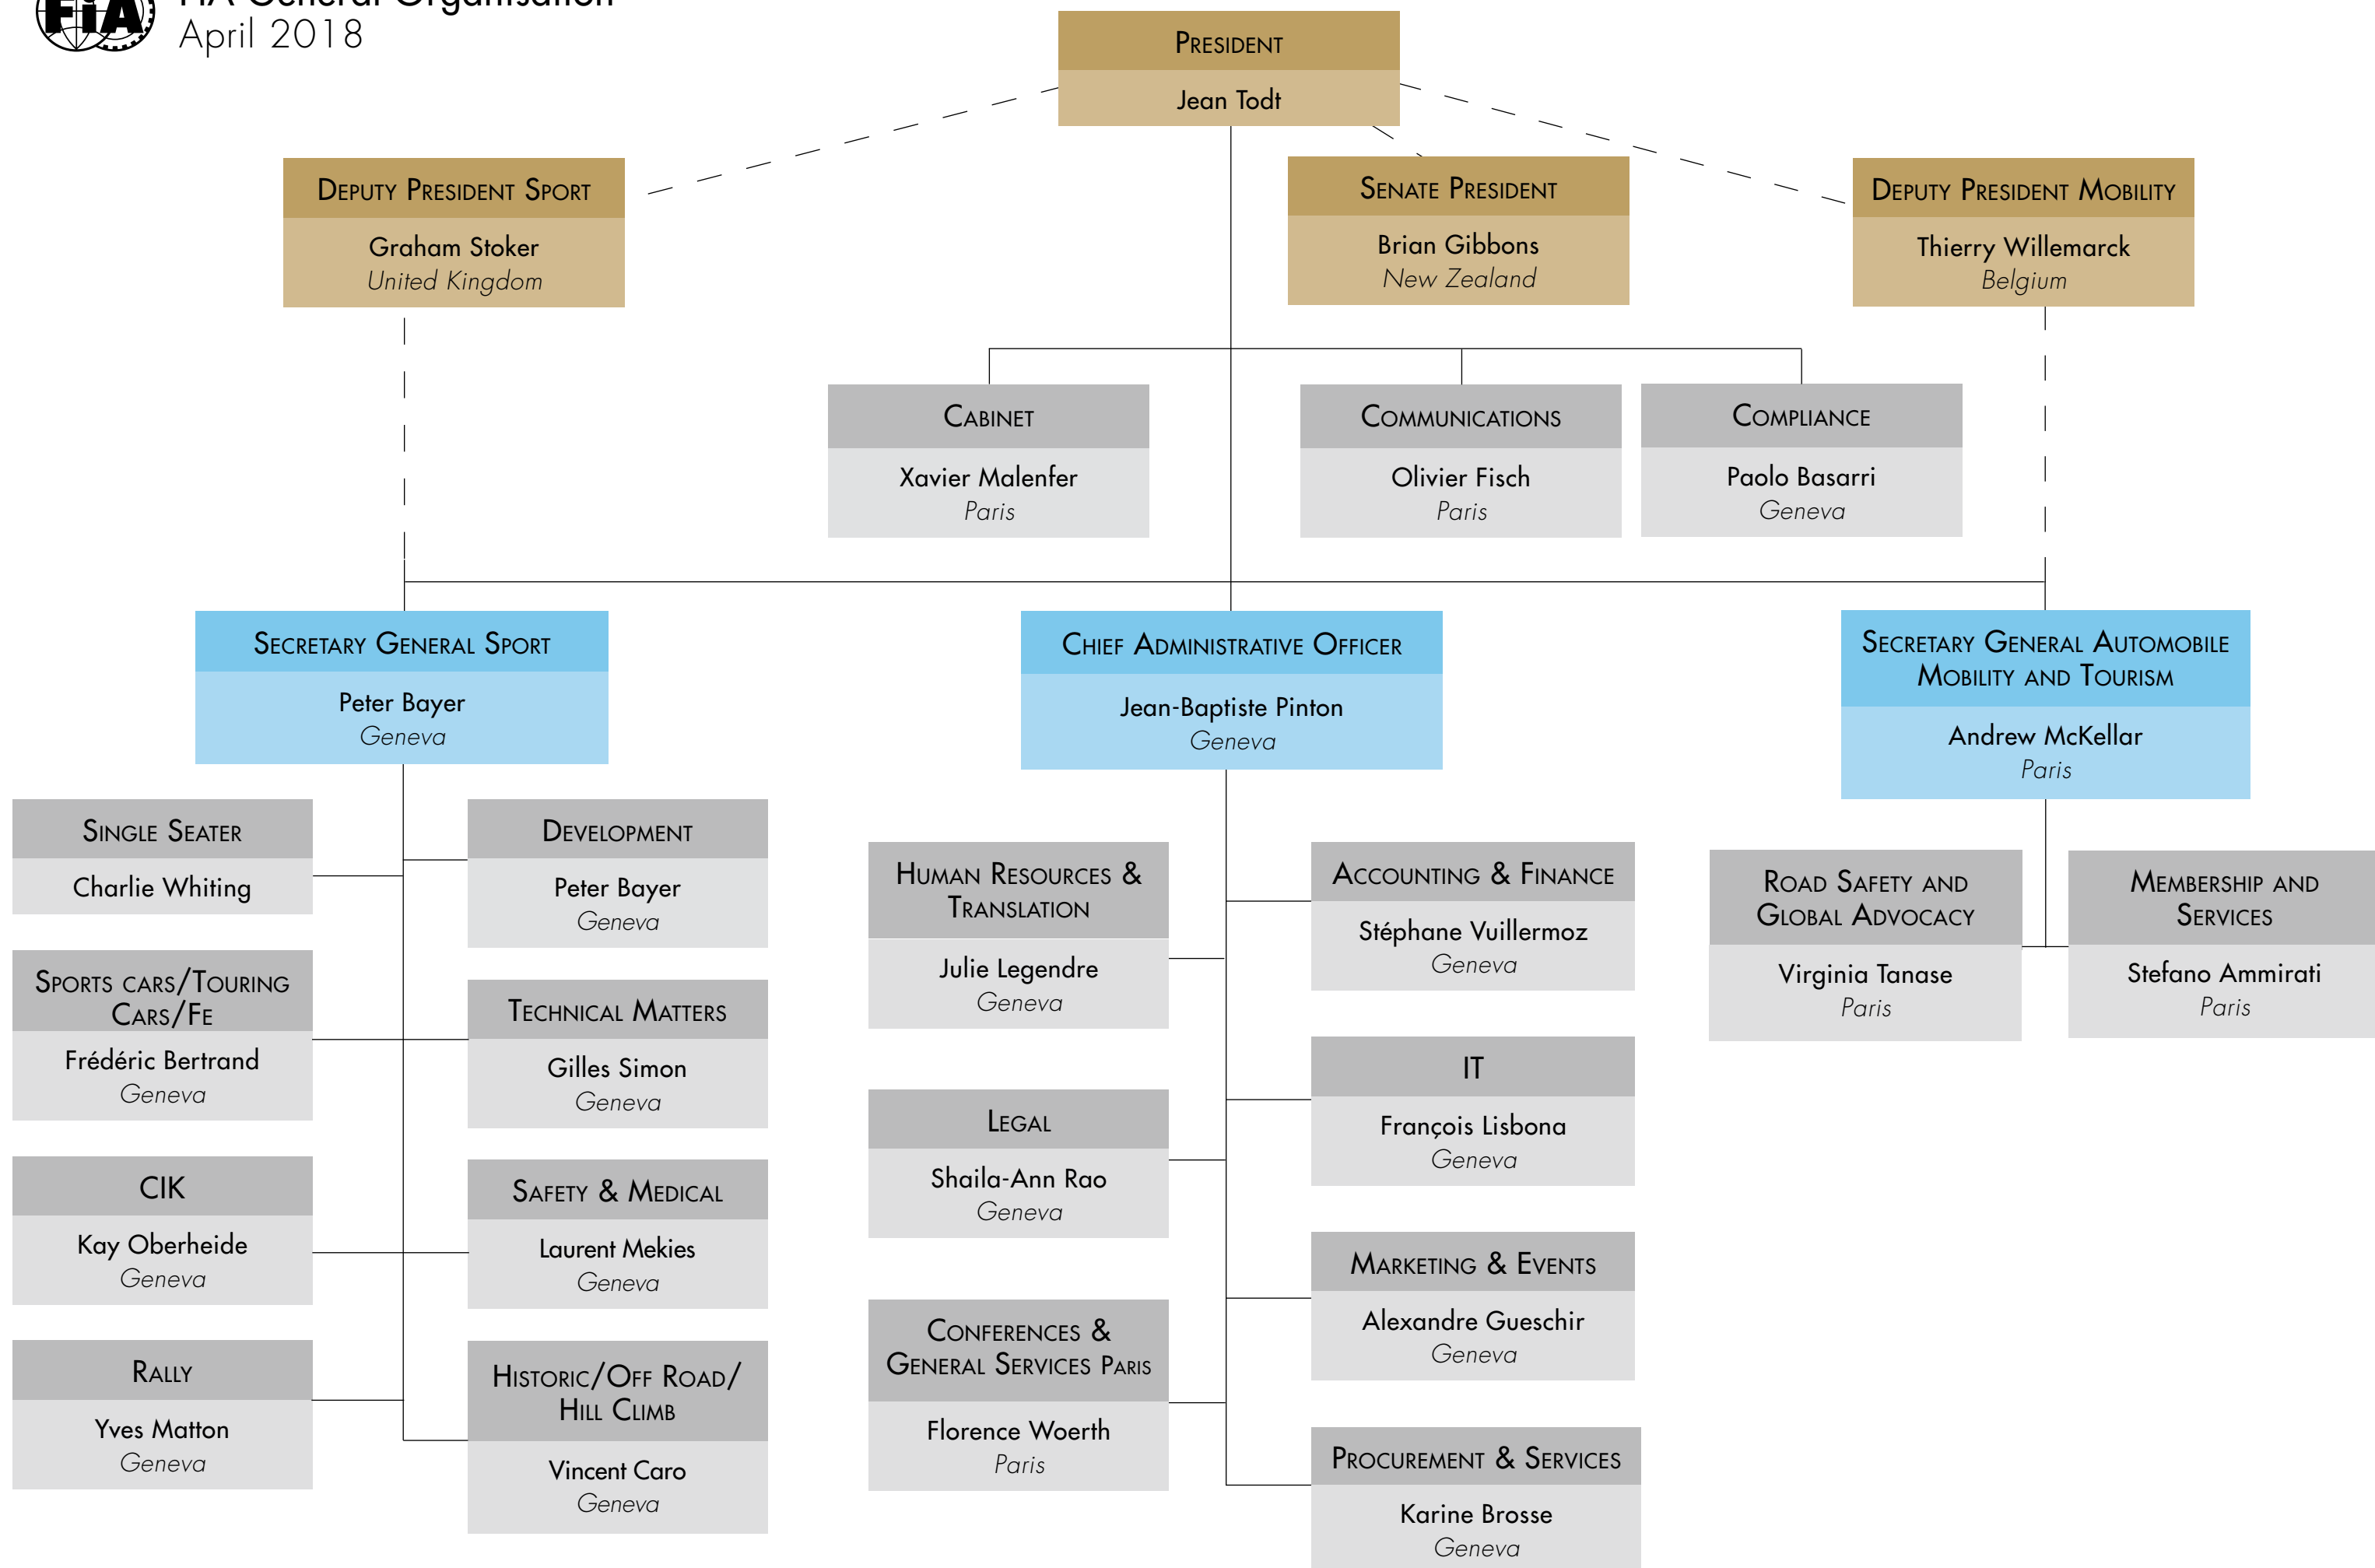 FiA
FIA General Organisation
April 2018
President
Jean Todt
Deputy President Sport
Graham Stoker
United Kingdom
Senate President
Brian Gibbons
New Zealand
Deputy President Mobility
Thierry Willemarck
Belgium
Cabinet
Xavier Malenfer
Paris
Communications
Olivier Fisch
Paris
Compliance
Paolo Basarri
Geneva
Secretary General Sport
Peter Bayer
Geneva
Chief Administrative Officer
Jean-Baptiste Pinton
Geneva
Secretary General Automobile
Mobility and Tourism
Andrew McKellar
Paris
Single Seater
Charlie Whiting
Development
Peter Bayer
Geneva
Sports cars/Touring
Cars/Fe
Frédéric Bertrand
Geneva
Technical Matters
Gilles Simon
Geneva
CIK
Kay Oberheide
Geneva
Safety & Medical
Laurent Mekies
Geneva
Rally
Yves Matton
Geneva
Historic/Off Road/
Hill Climb
Vincent Caro
Geneva
Human Resources &
Translation
Julie Legendre
Geneva
Accounting & Finance
Stéphane Vuillermoz
Geneva
Legal
Shaila-Ann Rao
Geneva
IT
François Lisbona
Geneva
Conferences &
General Services Paris
Florence Woerth
Paris
Marketing & Events
Alexandre Gueschir
Geneva
Procurement & Services
Karine Brosse
Geneva
Road Safety and
Global Advocacy
Virginia Tanase
Paris
Membership and
Services
Stefano Ammirati
Paris